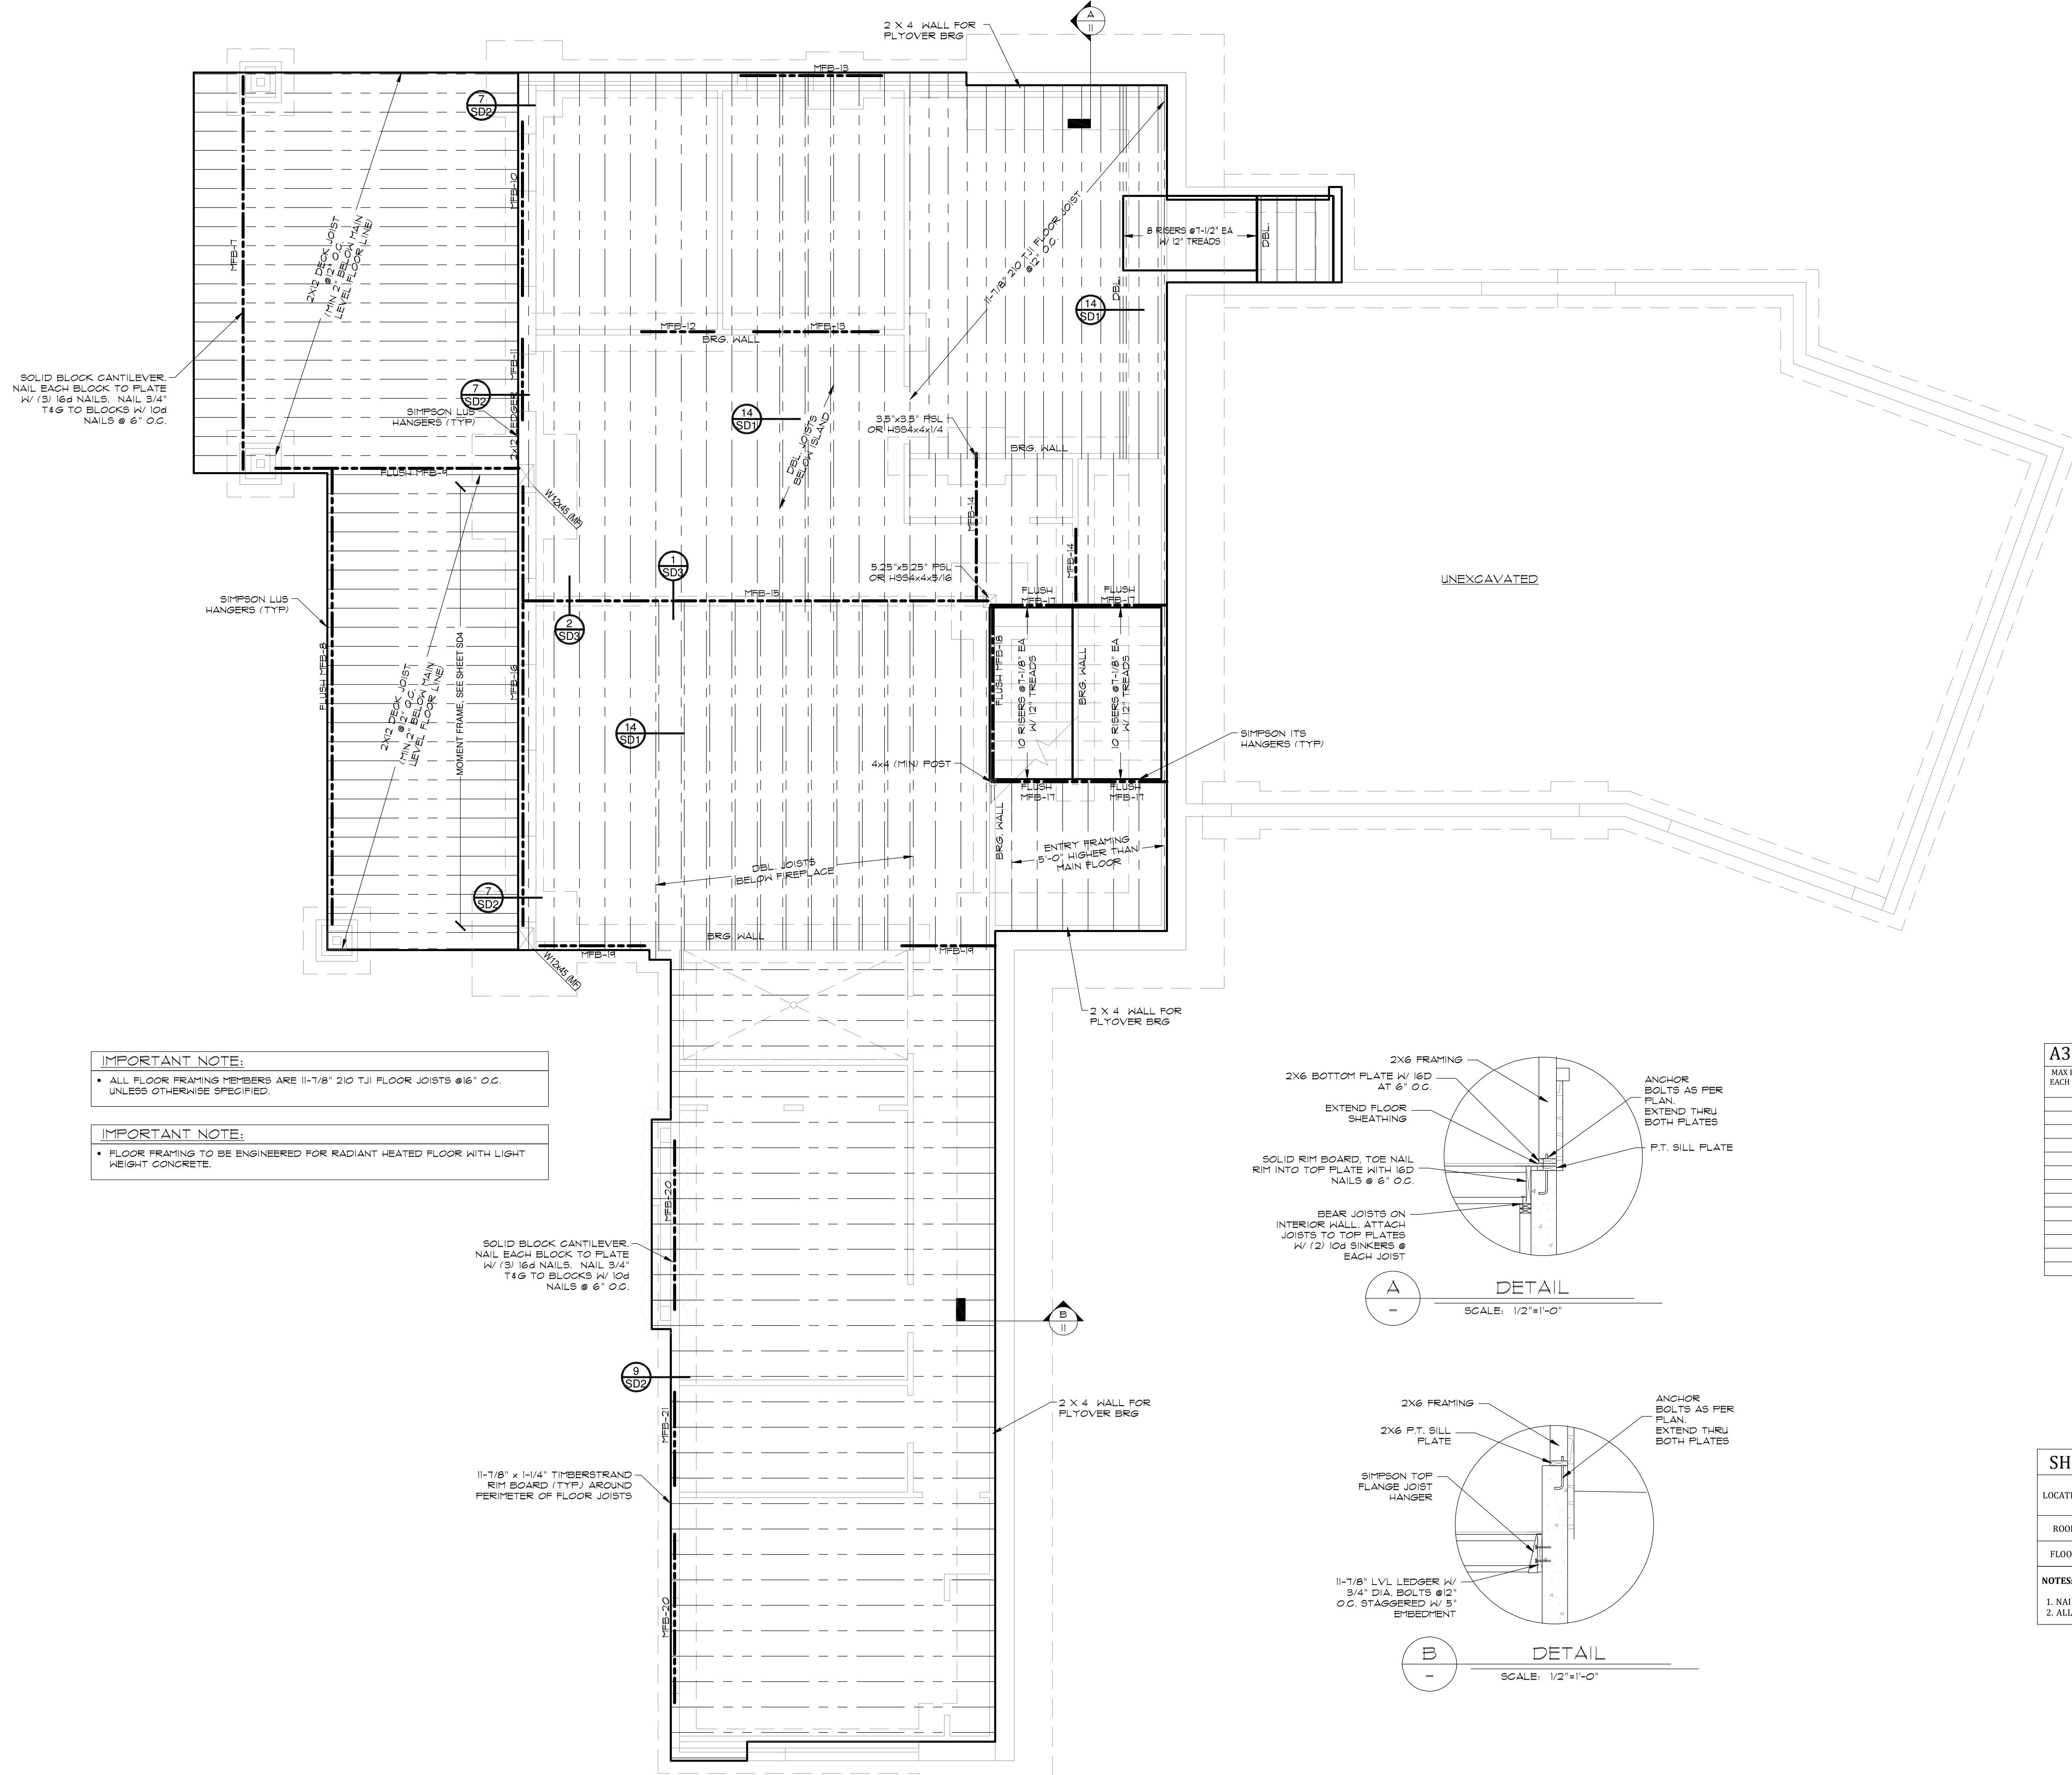 A
11
2 X 4 WALL FOR
PLYOVER BRG
MFB-13
7
SD2
MFB-10
MFB-17
2X12 DECK JOIST
@12" O.C.
(MIN 2" BELOW MAIN
LEVEL FLOOR LINE)
11-7/8" 210 TJI FLOOR JOIST
@12" O.C.
8 RISERS @7-1/2" EA
W/ 12" TREADS
DBL.
DBL.
14
SD1
MFB-12
MFB-13
BRG. WALL
MFB-11
SOLID BLOCK CANTILEVER.
NAIL EACH BLOCK TO PLATE
W/ (3) 16d NAILS. NAIL 3/4"
T&G TO BLOCKS W/ 10d
NAILS @ 6" O.C.
7
SD2
SIMPSON LUS
HANGERS (TYP)
2x12 LEDGER
14
SD1
DBL. JOISTS
BELOW ISLAND
3.5"x3.5" PSL
OR HSS4x4x1/4
BRG. WALL
FLUSH MFB-9
W12x45 (MF)
MFB-14
MFB-14
1
SD3
5.25"x5.25" PSL
OR HSS4x4x5/16
UNEXCAVATED
MFB-15
FLUSH
MFB-17
FLUSH
MFB-17
SIMPSON LUS
HANGERS (TYP)
2
SD3
FLUSH MFB-8
2X12 DECK JOIST
@12" O.C.
(MIN 2" BELOW MAIN
LEVEL FLOOR LINE)
MOMENT FRAME, SEE SHEET SD4
MFB-16
FLUSH MFB-18
10 RISERS @7-1/8" EA
W/ 12" TREADS
BRG. WALL
10 RISERS @7-1/8" EA
W/ 12" TREADS
14
SD1
SIMPSON ITS
HANGERS (TYP)
4x4 (MIN) POST
FLUSH
MFB-17
FLUSH
MFB-17
BRG. WALL
ENTRY FRAMING
5'-0" HIGHER THAN
MAIN FLOOR
DBL. JOISTS
BELOW FIREPLACE
7
SD2
BRG. WALL
MFB-19
MFB-19
W12x45 (MF)
2 X 4 WALL FOR
PLYOVER BRG
IMPORTANT NOTE:
• ALL FLOOR FRAMING MEMBERS ARE 11-7/8" 210 TJI FLOOR JOISTS @16" O.C.
UNLESS OTHERWISE SPECIFIED.
IMPORTANT NOTE:
• FLOOR FRAMING TO BE ENGINEERED FOR RADIANT HEATED FLOOR WITH LIGHT
WEIGHT CONCRETE.
2X6 FRAMING
2X6 BOTTOM PLATE W/ 16D
AT 6" O.C.
EXTEND FLOOR
SHEATHING
SOLID RIM BOARD, TOE NAIL
RIM INTO TOP PLATE WITH 16D
NAILS @ 6" O.C.
BEAR JOISTS ON
INTERIOR WALL. ATTACH
JOISTS TO TOP PLATES
W/ (2) 10d SINKERS @
EACH JOIST
ANCHOR
BOLTS AS PER
PLAN.
EXTEND THRU
BOTH PLATES
P.T. SILL PLATE
A
-
DETAIL
SCALE: 1/2"=1'-0"
A3
MAX
EACH
MFB-20
SOLID BLOCK CANTILEVER.
NAIL EACH BLOCK TO PLATE
W/ (3) 16d NAILS. NAIL 3/4"
T&G TO BLOCKS W/ 10d
NAILS @ 6" O.C.
B
11
9
SD2
MFB-21
2 X 4 WALL FOR
PLYOVER BRG
11-7/8" x 1-1/4" TIMBERSTRAND
RIM BOARD (TYP.) AROUND
PERIMETER OF FLOOR JOISTS
MFB-20
2X6 FRAMING
2X6 P.T. SILL
PLATE
SIMPSON TOP
FLANGE JOIST
HANGER
11-7/8" LVL LEDGER W/
3/4" DIA. BOLTS @12"
O.C. STAGGERED W/ 5"
EMBEDMENT
ANCHOR
BOLTS AS PER
PLAN.
EXTEND THRU
BOTH PLATES
B
-
DETAIL
SCALE: 1/2"=1'-0"
SH
LOCATI
ROO
FLOO
NOTES:
1. NAI
2. ALL